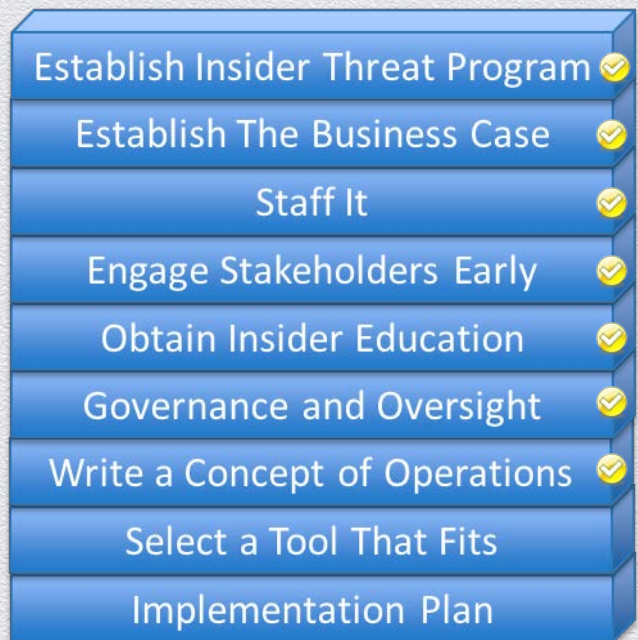 Establish Insider Threat Program
Establish The Business Case
Staff It
Engage Stakeholders Early
Obtain Insider Education
Governance and Oversight
Write a Concept of Operations
Select a Tool That Fits
Implementation Plan